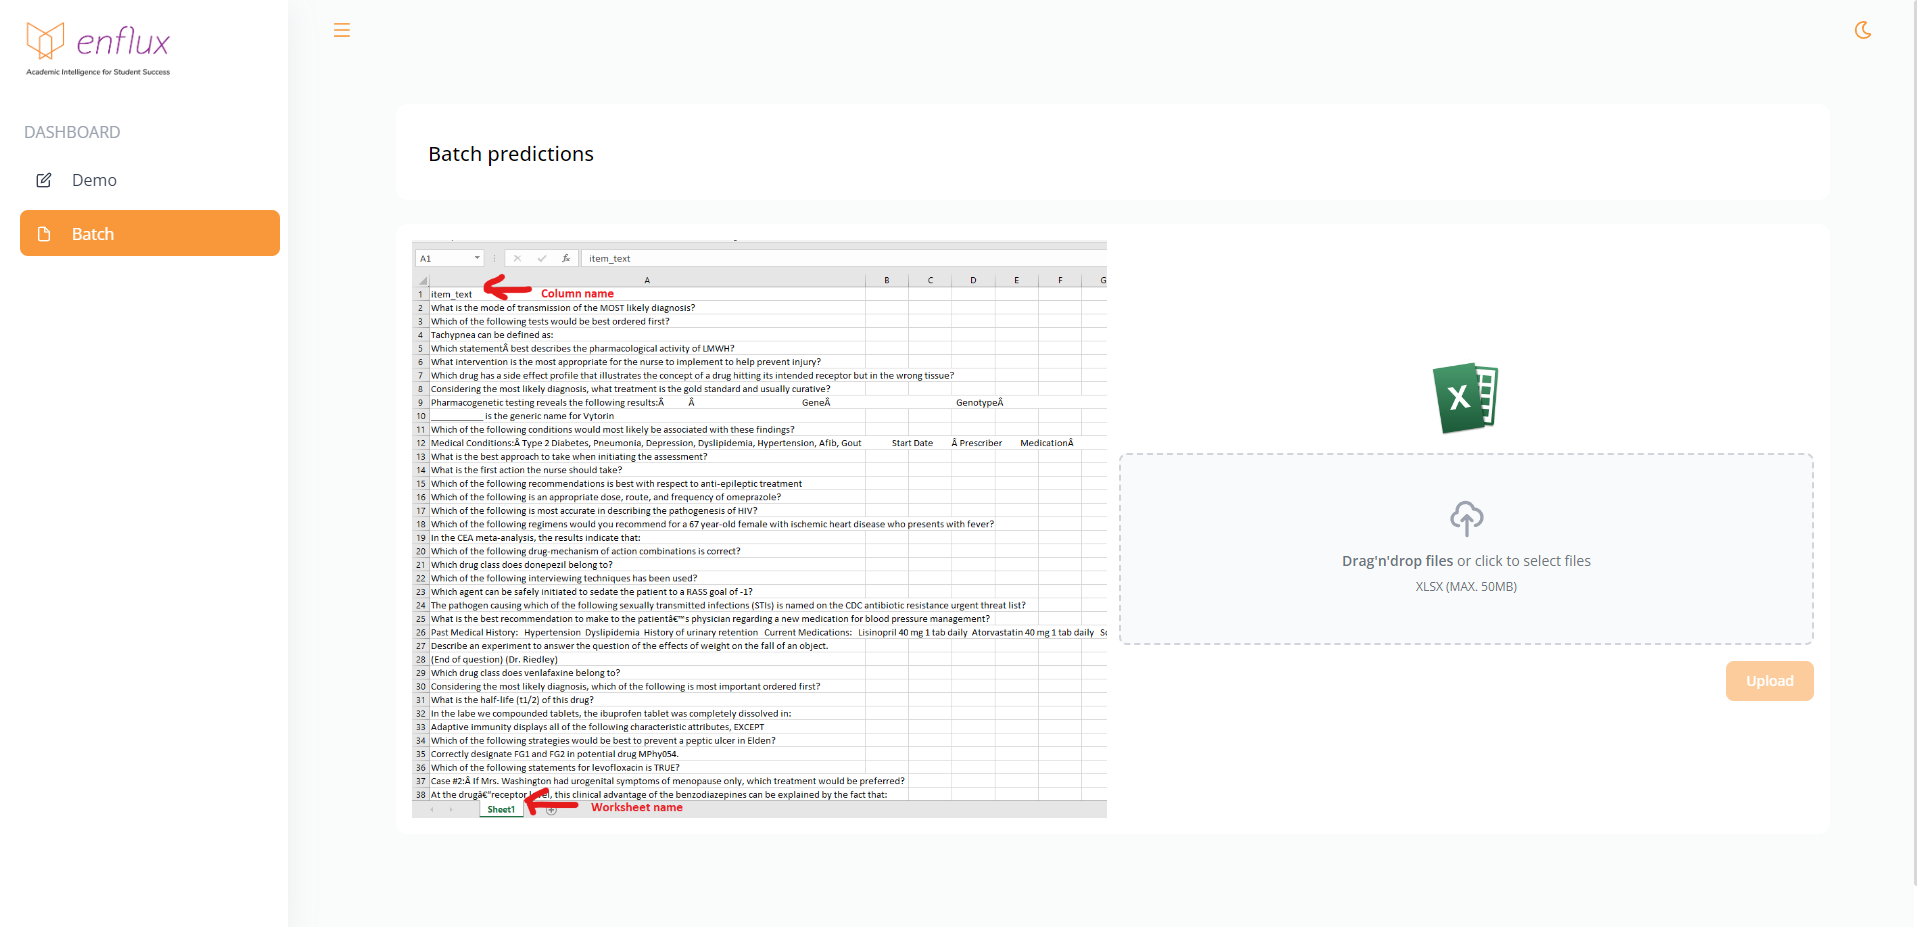 enflux
Academic Intelligence for Student Success
DASHBOARD
Demo
Batch
Batch predictions
A1 item_text
A B C D E F G
1 item_text Column name
2 What is the mode of transmission of the MOST likely diagnosis?
3 Which of the following tests would be best ordered first?
4 Tachypnea can be defined as:
5 Which statementÂ best describes the pharmacological activity of LMWH?
6 What intervention is the most appropriate for the nurse to implement to help prevent injury?
7 Which drug has a side effect profile that illustrates the concept of a drug hitting its intended receptor but in the wrong tissue?
8 Considering the most likely diagnosis, what treatment is the gold standard and usually curative?
9 Pharmacogenetic testing reveals the following results:Â Â GeneÂ GenotypeÂ
10 ____________ is the generic name for Vytorin
11 Which of the following conditions would most likely be associated with these findings?
12 Medical Conditions:Â Type 2 Diabetes, Pneumonia, Depression, Dyslipidemia, Hypertension, Afib, Gout Start Date Â Prescriber MedicationÂ
13 What is the best approach to take when initiating the assessment?
14 What is the first action the nurse should take?
15 Which of the following recommendations is best with respect to anti-epileptic treatment
16 Which of the following is an appropriate dose, route, and frequency of omeprazole?
17 Which of the following is most accurate in describing the pathogenesis of HIV?
18 Which of the following regimens would you recommend for a 67 year-old female with ischemic heart disease who presents with fever?
19 In the CEA meta-analysis, the results indicate that:
20 Which of the following drug-mechanism of action combinations is correct?
21 Which drug class does donepezil belong to?
22 Which of the following interviewing techniques has been used?
23 Which agent can be safely initiated to sedate the patient to a RASS goal of -1?
24 The pathogen causing which of the following sexually transmitted infections (STIs) is named on the CDC antibiotic resistance urgent threat list?
25 What is the best recommendation to make to the patientâ€™s physician regarding a new medication for blood pressure management?
26 Past Medical History: Hypertension Dyslipidemia History of urinary retention Current Medications: Lisinopril 40 mg 1 tab daily Atorvastatin 40 mg 1 tab daily
27 Describe an experiment to answer the question of the effects of weight on the fall of an object.
28 (End of question) (Dr. Riedley)
29 Which drug class does venlafaxine belong to?
30 Considering the most likely diagnosis, which of the following is most important ordered first?
31 What is the half-life (t1/2) of this drug?
32 In the labe we compounded tablets, the ibuprofen tablet was completely dissolved in:
33 Adaptive immunity displays all of the following characteristic attributes, EXCEPT
34 Which of the following strategies would be best to prevent a peptic ulcer in Elden?
35 Correctly designate FG1 and FG2 in potential drug MPhy054.
36 Which of the following statements for levofloxacin is TRUE?
37 Case #2:Â If Mrs. Washington had urogenital symptoms of menopause only, which treatment would be preferred?
38 At the drugâ€“receptor this clinical advantage of the benzodiazepines can be explained by the fact that:
Sheet1 Worksheet name
X
Drag'n'drop files or click to select files
XLSX (MAX. 50MB)
Upload